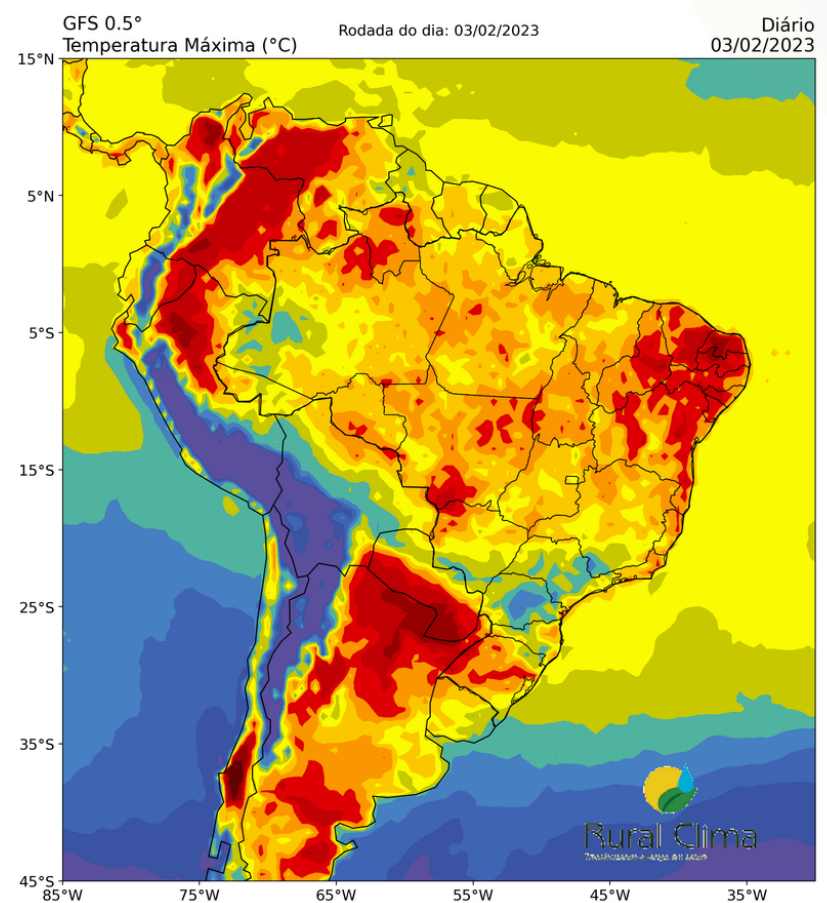 GFS 0.5°
Temperatura Máxima (°C)
Rodada do dia: 03/02/2023
Diário
03/02/2023
15°N
5°N
5°S
15°S
25°S
35°S
45°S
85°W
75°W
65°W
55°W
45°W
35°W
Rural Clima